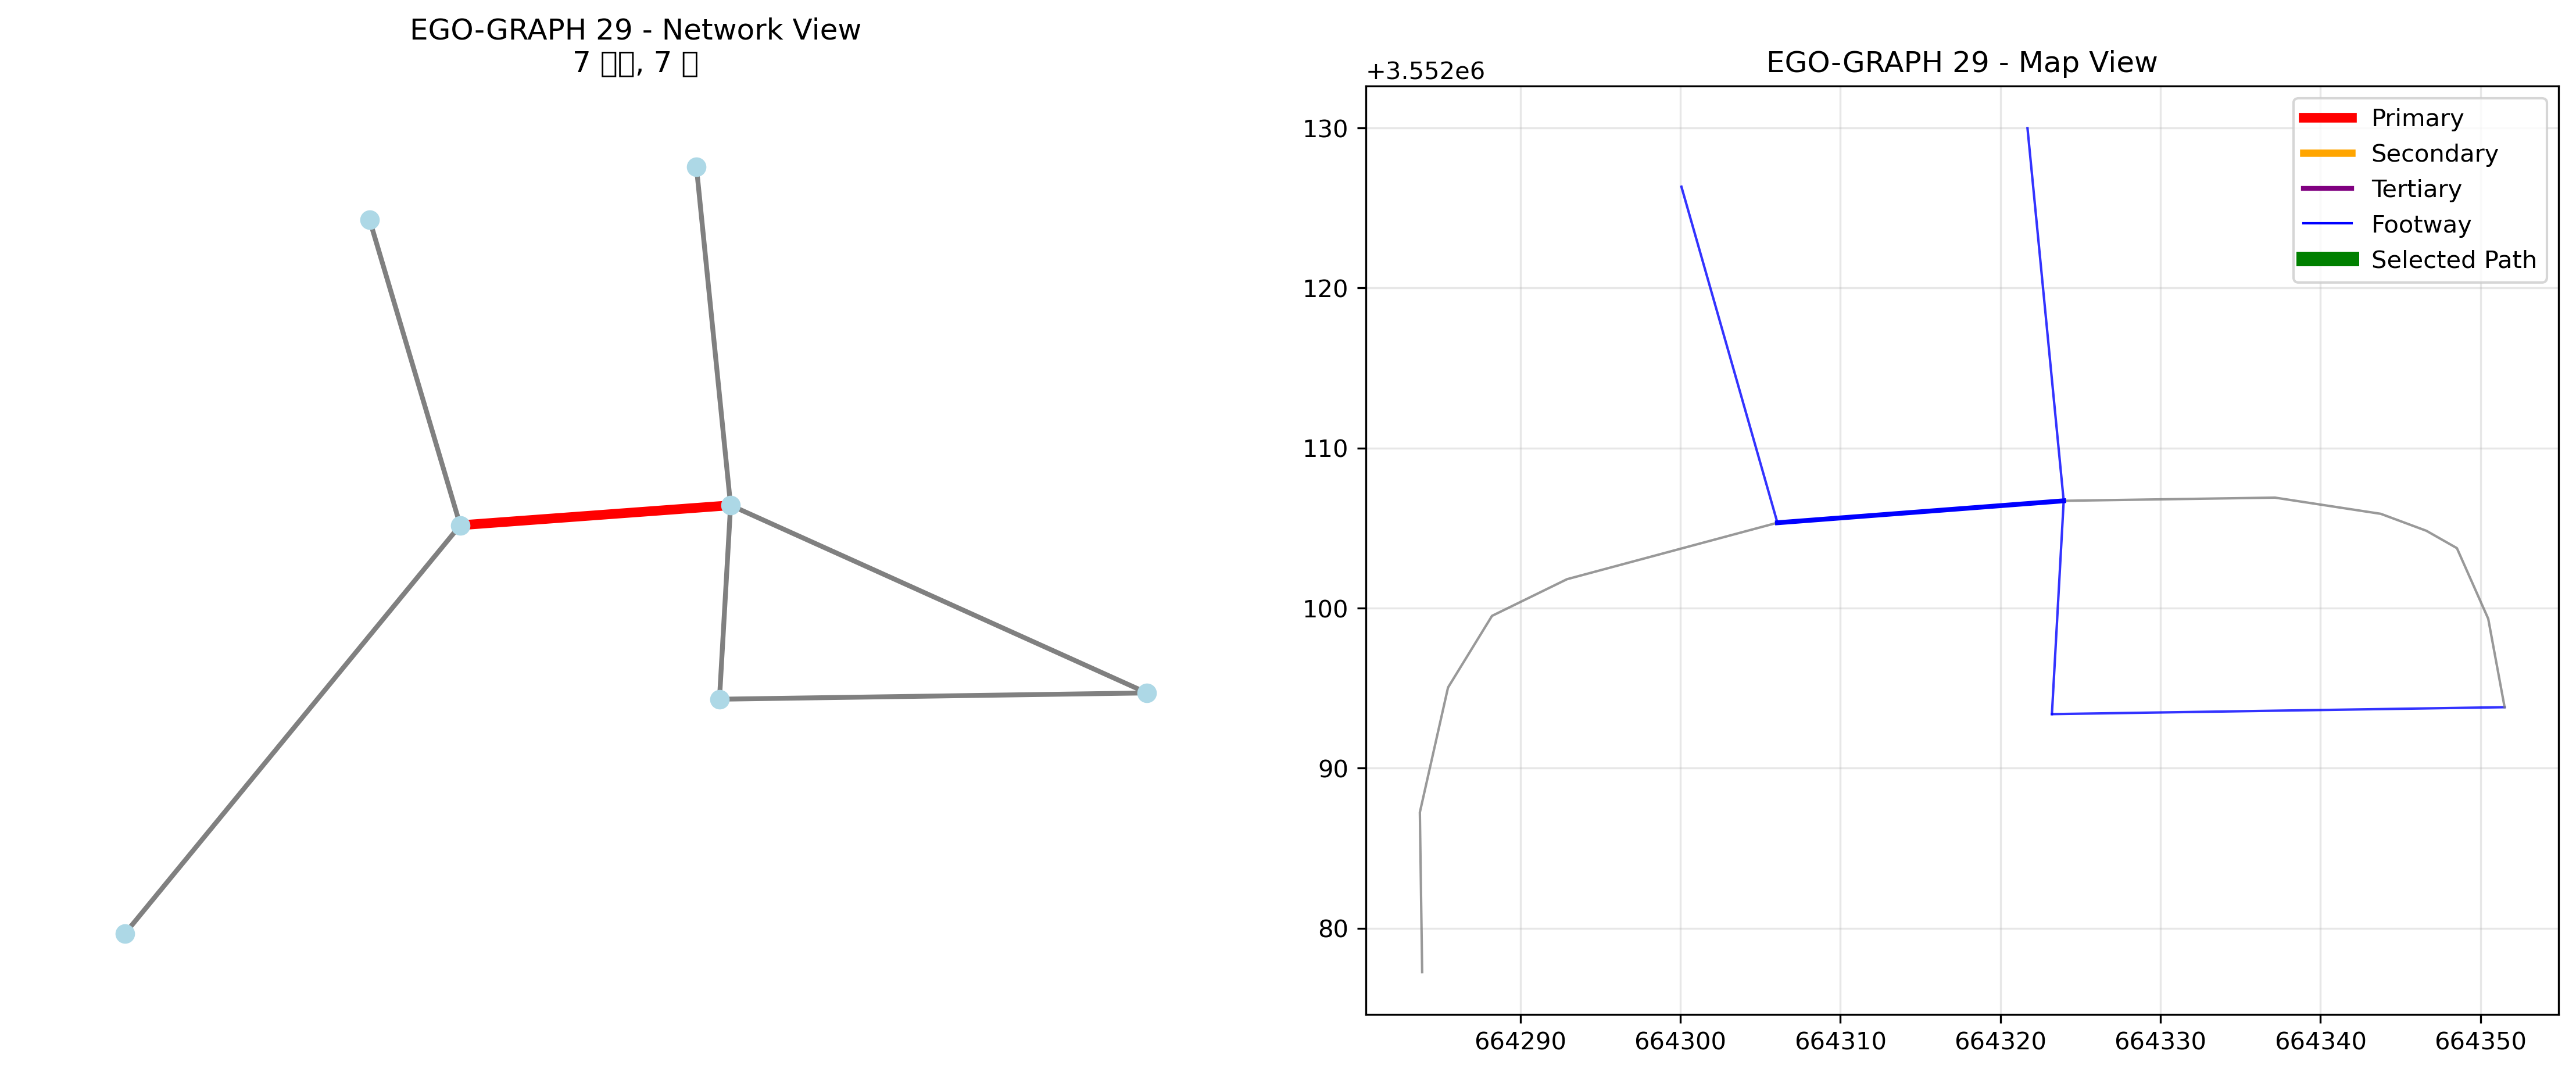 EGO-GRAPH 29 - Network View
7 , 7
EGO-GRAPH 29 - Map View
+3.552e6
130
120
110
100
90
80
664290 664300 664310 664320 664330 664340 664350
Primary
Secondary
Tertiary
Footway
Selected Path